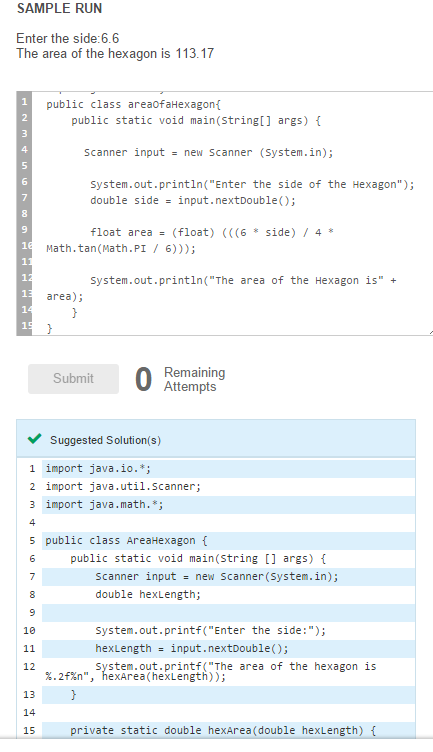 SAMPLE RUN
Enter the side:6.6
The area of the hexagon is 113.17
1 public class areaOfaHexagon{
2 public static void main(String[] args) {
3
4 Scanner input = new Scanner (System.in);
5
6 System.out.println("Enter the side of the Hexagon");
7 double side = input.nextDouble();
8
9 float area = (float) (((6 * side) / 4 *
10 Math.tan(Math.PI / 6)));
11
12 System.out.println("The area of the Hexagon is" +
13 area);
14 }
15 }
Submit
0 Remaining
Attempts
Suggested Solution(s)
1 import java.io.*;
2 import java.util.Scanner;
3 import java.math.*;
4
5 public class AreaHexagon {
6 public static void main(String [] args) {
7 Scanner input = new Scanner(System.in);
8 double hexLength;
9
10 System.out.printf("Enter the side:");
11 hexLength = input.nextDouble();
12 System.out.printf("The area of the hexagon is
%.2f%n", hexArea(hexLength));
13 }
14
15 private static double hexArea(double hexLength) {